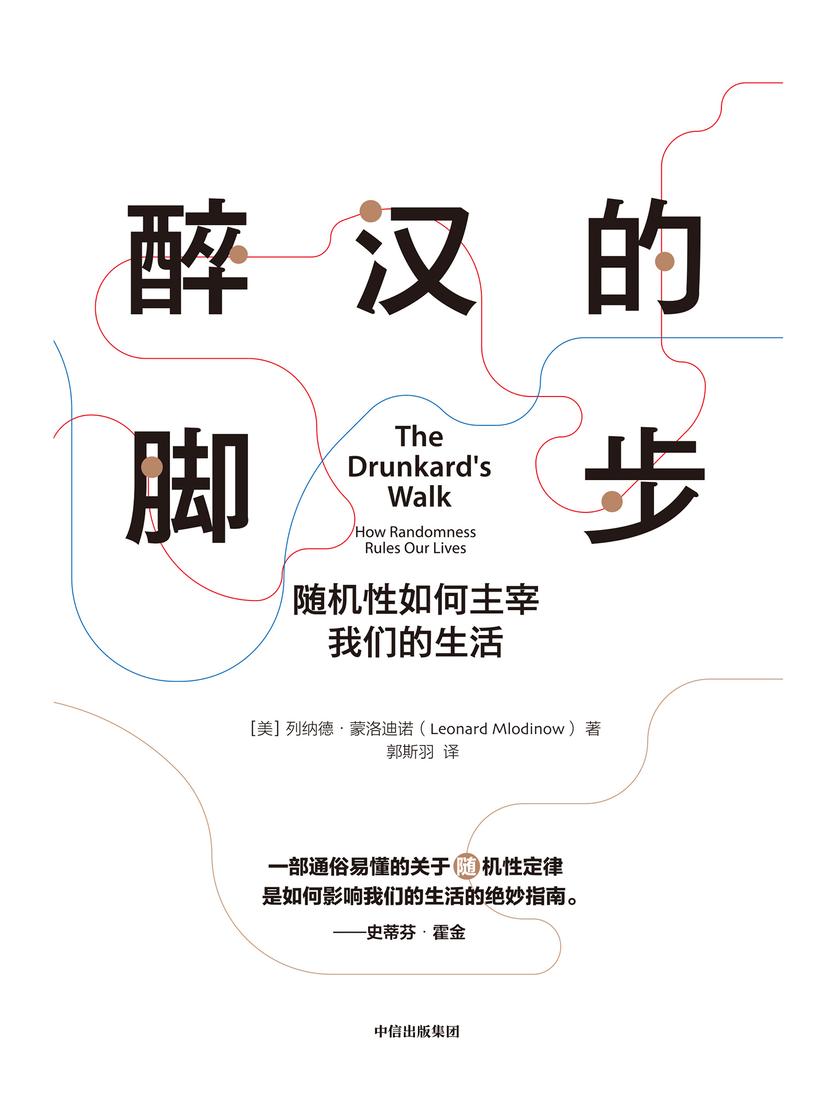 醉汉的
脚步
The
Drunkard's
Walk
How Randomness
Rules Our Lives
随机性如何主宰
我们的生活
[美] 列纳德·蒙洛迪诺（Leonard Mlodinow）著
郭斯羽 译
一部通俗易懂的关于随机性定律
是如何影响我们的生活的绝妙指南。
——史蒂芬·霍金
中信出版集团